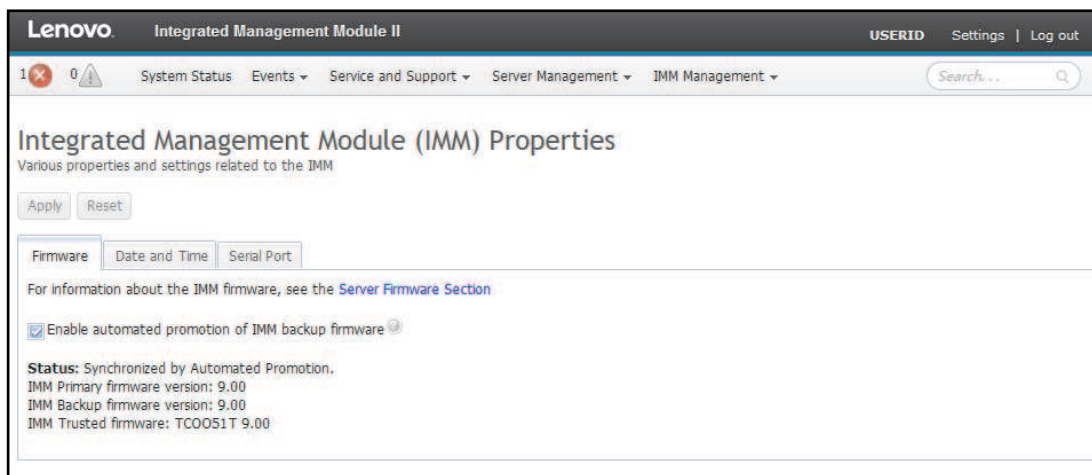 Lenovo. Integrated Management Module II USERID Settings | Log out
1 0 System Status Events Service and Support Server Management IMM Management Search...
Integrated Management Module (IMM) Properties
Various properties and settings related to the IMM
Apply Reset
Firmware Date and Time Serial Port
For information about the IMM firmware, see the Server Firmware Section
Enable automated promotion of IMM backup firmware
Status: Synchronized by Automated Promotion.
IMM Primary firmware version: 9.00
IMM Backup firmware version: 9.00
IMM Trusted firmware: TCOO51T 9.00